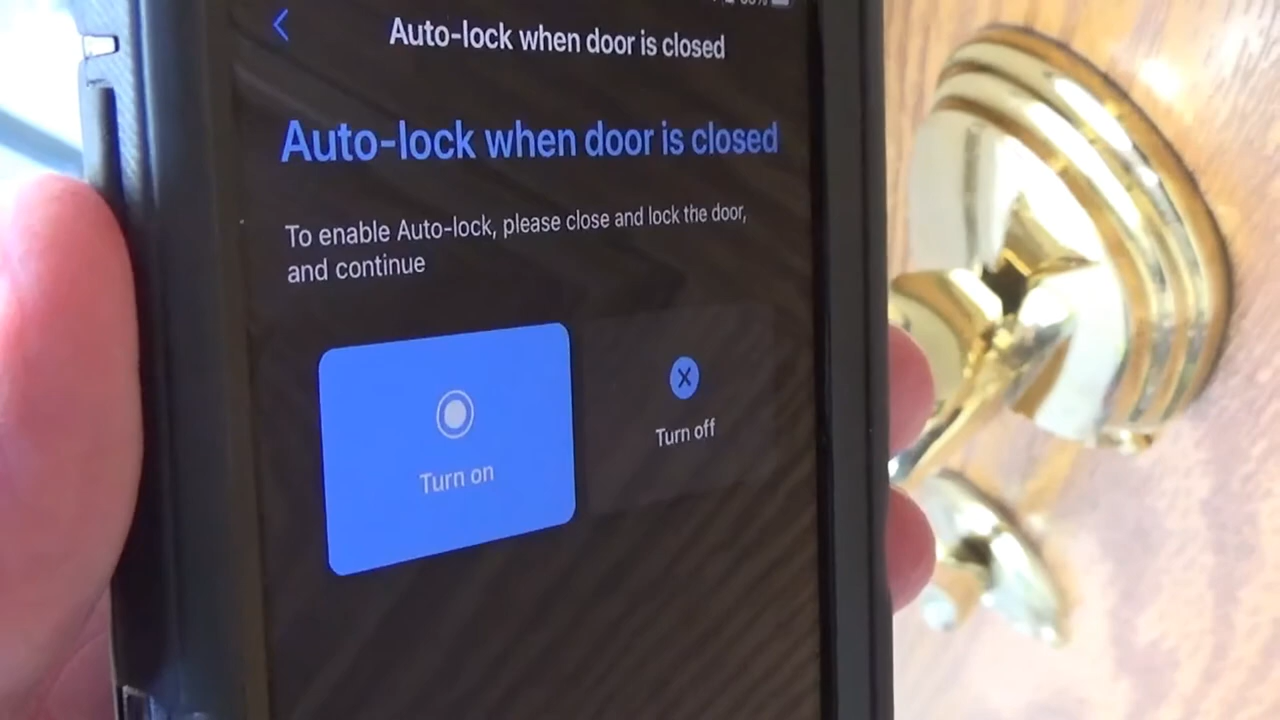 Auto-lock when door is closed
Auto-lock when door is closed
To enable Auto-lock, please close and lock the door,
and continue
Turn on
Turn off